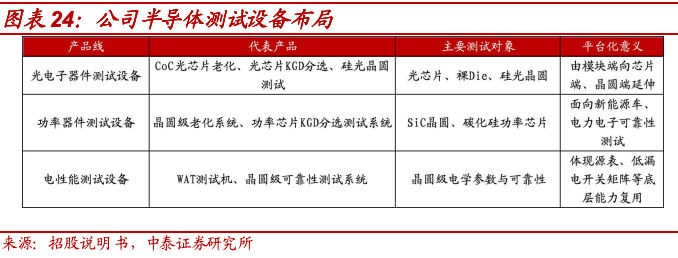 图表 24：公司半导体测试设备布局
产品线 代表产品 主要测试对象 平台化意义
光电子器件测试设备 CoC光芯片老化、光芯片KGD分选、硅光晶圆 测试 光芯片、裸Die、硅光晶圆 由模块端向芯片 端、晶圆端延伸
功率器件测试设备 晶圆级老化系统、功率芯片KGD分选测试系统 SiC晶圆、碳化硅功率芯片 面向新能源车、 电力电子可靠性 测试
电性能测试设备 WAT测试机、晶圆级可靠性测试系统 晶圆级电学参数与可靠性 体现源表、低漏 电开关矩阵等底 层能力复用
来源：招股说明书，中泰证券研究所